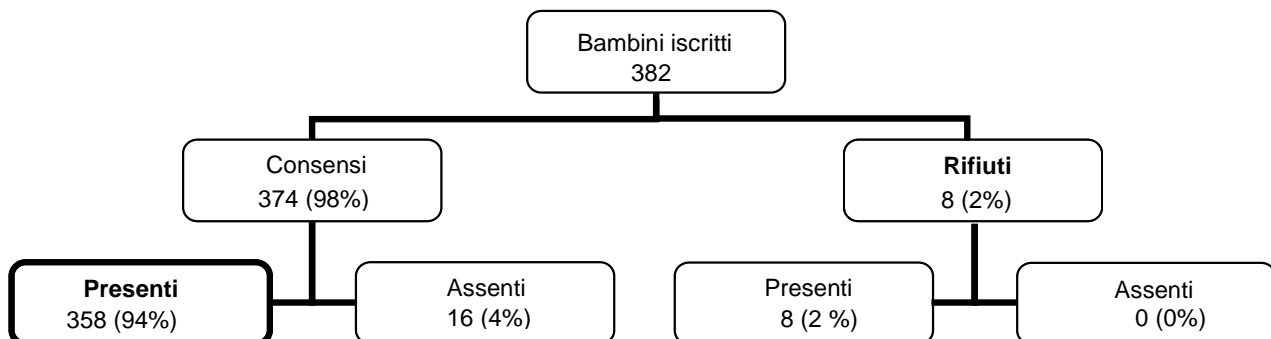 Bambini iscritti
382
Consensi
374 (98%)
Rifiuti
8 (2%)
Presenti
358 (94%)
Assenti
16 (4%)
Presenti
8 (2 %)
Assenti
0 (0%)